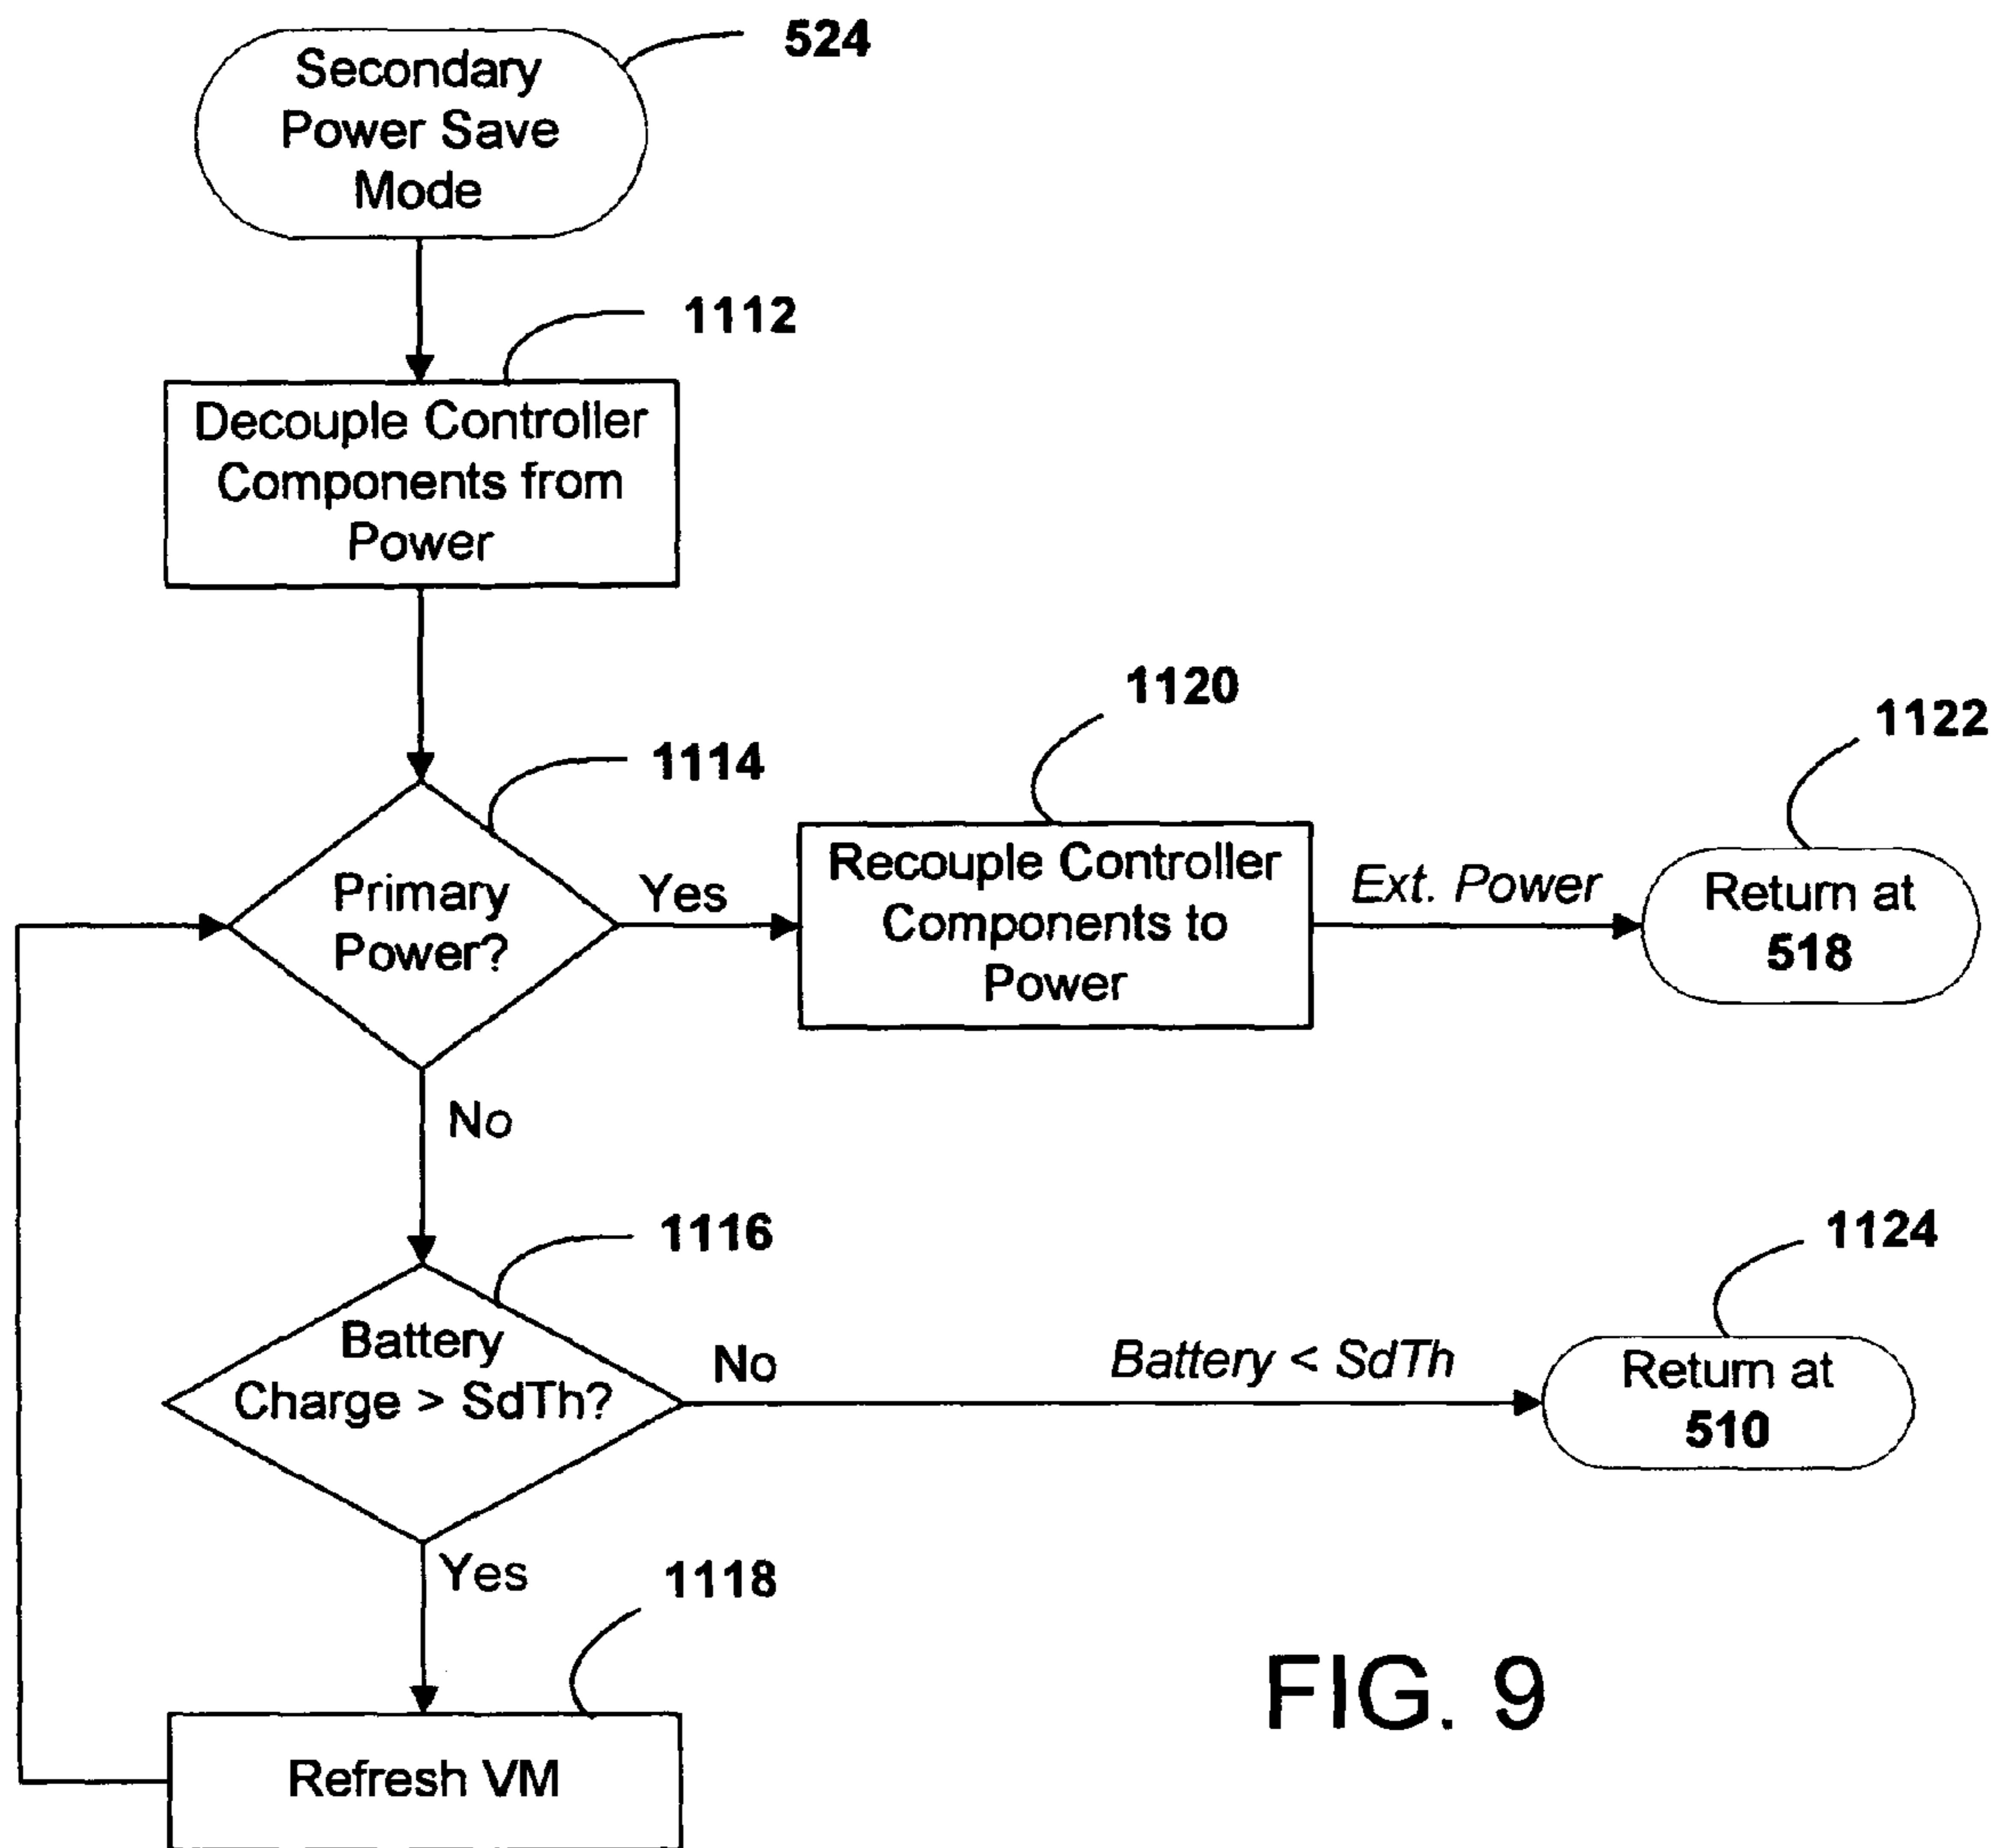 524
Secondary
Power Save
Mode
1112
Decouple Controller
Components from
Power
1120
1122
1114
Primary
Power?
Yes
Recouple Controller
Components to
Power
Ext. Power
Return at
518
No
1116
1124
Battery
Charge > SdTh?
No
Battery < SdTh
Return at
510
Yes
1118
Refresh VM
FIG. 9